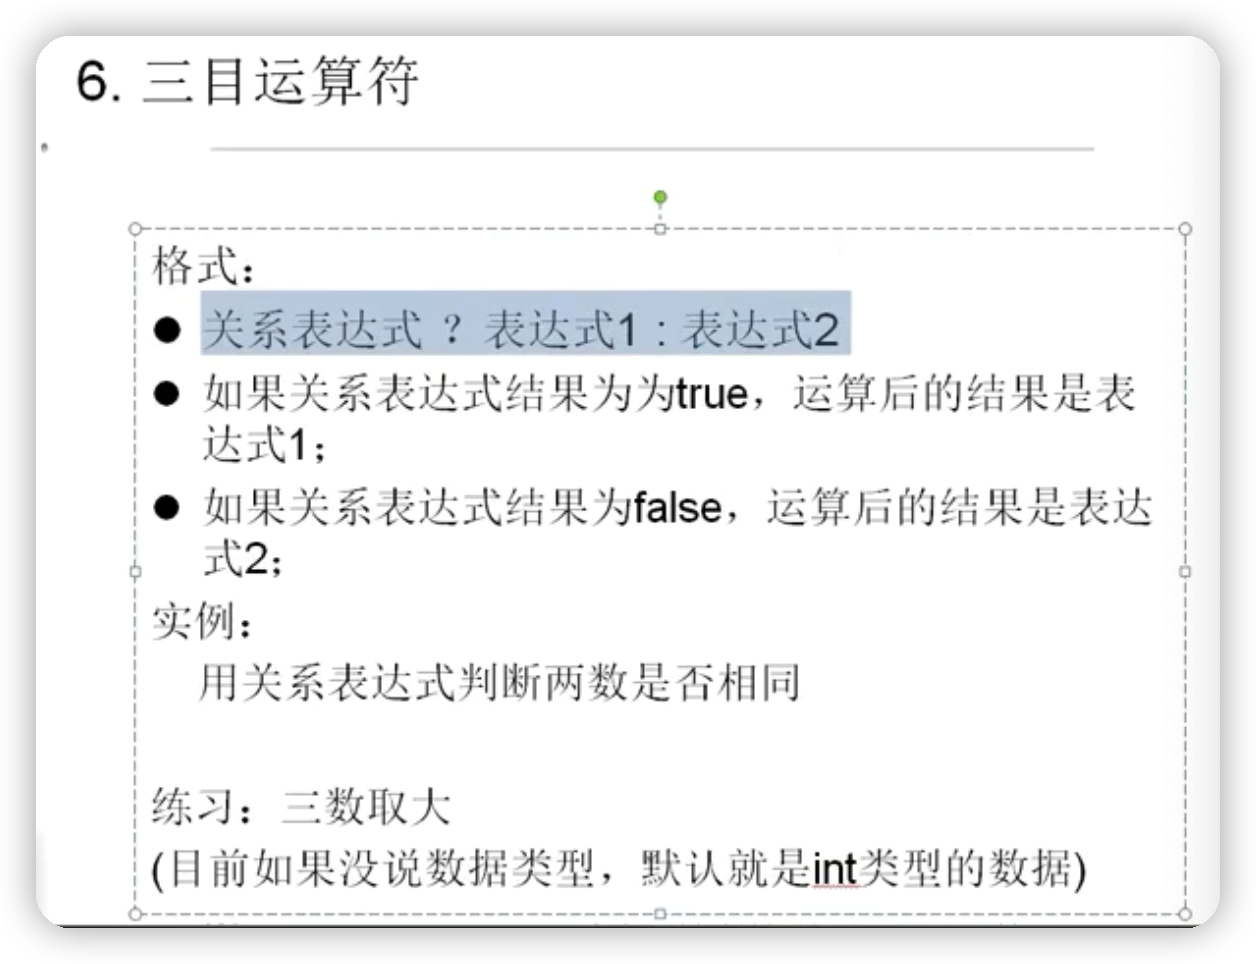 6. 三目运算符
格式：
● 关系表达式 ？ 表达式1 : 表达式2
● 如果关系表达式结果为为true，运算后的结果是表
达式1；
● 如果关系表达式结果为false，运算后的结果是表达
式2；
实例：
用关系表达式判断两数是否相同
练习：三数取大
(目前如果没说数据类型，默认就是int类型的数据)